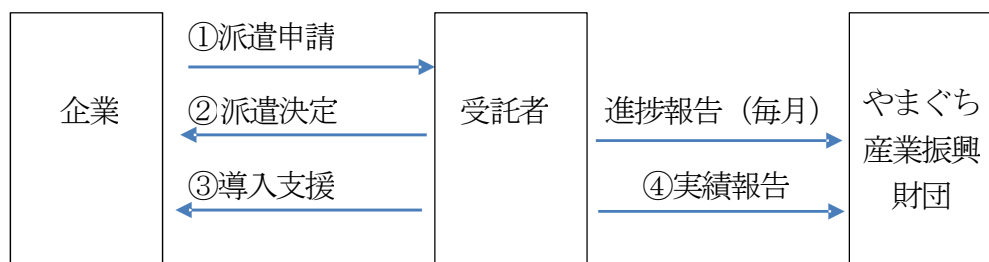 企業
①派遣申請
②派遣決定
③導入支援
受託者
進捗報告（毎月）
④実績報告
やまぐち
産業振興
財団